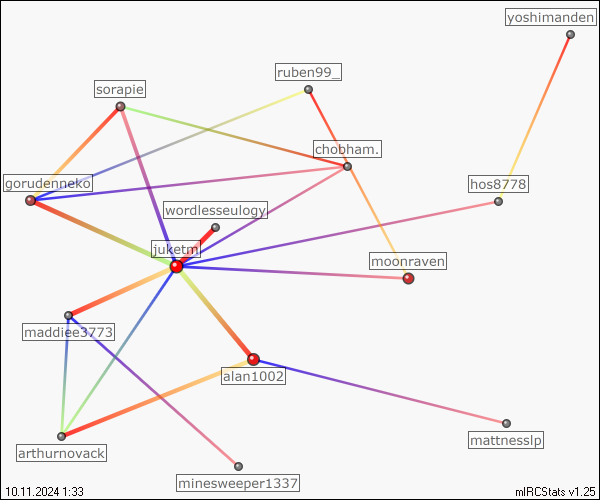 yoshimanden
ruben99_
sorapie
chobham.
gorudenneko
hos8778
wordlesseulogy
juketm
moonraven
maddiee3773
alan1002
arthurnovack
mattnesslp
minesweeper1337
10.11.2024 1:33
mIRCStats v1.25